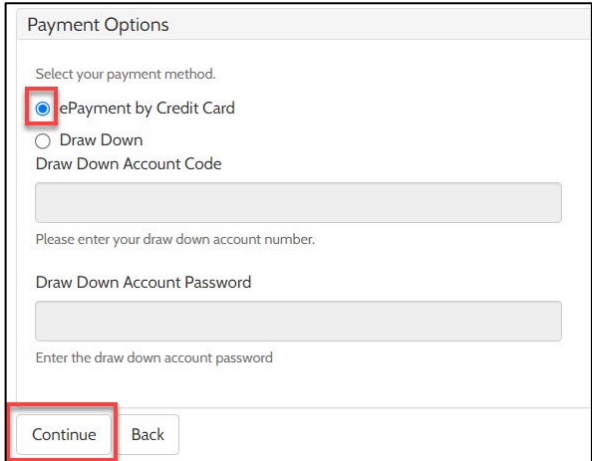 Payment Options
Select your payment method.
ePayment by Credit Card
Draw Down
Draw Down Account Code
Please enter your draw down account number.
Draw Down Account Password
Enter the draw down account password
Continue Back